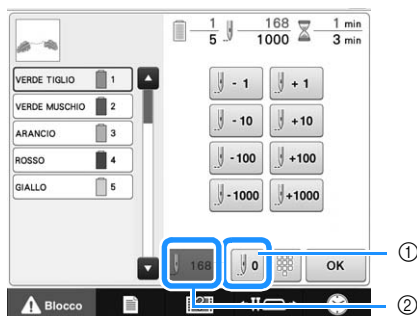 1 168 1 min
5 1000 3 min
VERDE TIGLIO 1
- 1 + 1
VERDE MUSCHIO 2
- 10 +10
ARANCIO 3
ROSSO 4
- 100 +100
GIALLO 5
- 1000 +1000
168 0 OK
①
②
Blocco